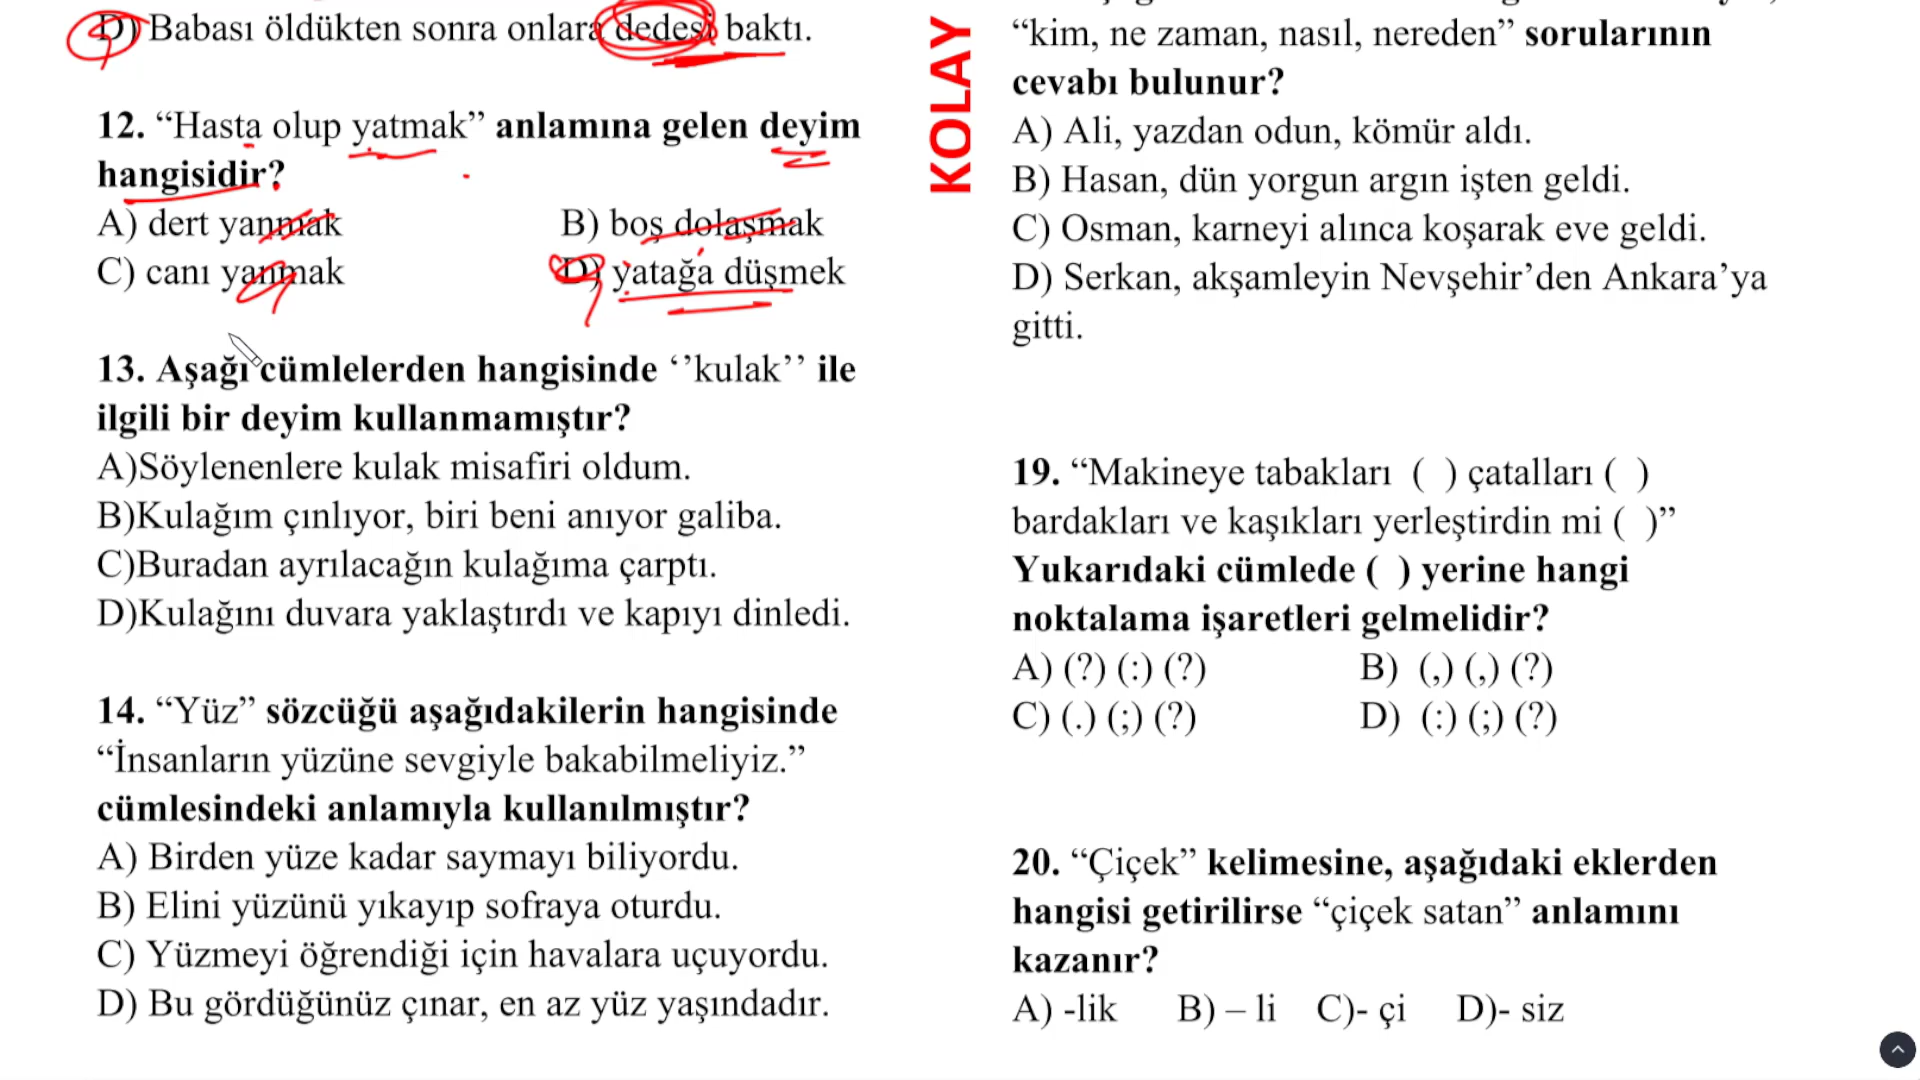 D) Babası öldükten sonra onlara dedesi baktı.
12. “Hasta olup yatmak” anlamına gelen deyim
hangisidir?
A) dert yanmak B) boş dolaşmak
C) canı yanmak D) yatağa düşmek
13. Aşağı cümlelerden hangisinde ‘’kulak’’ ile
ilgili bir deyim kullanmamıştır?
A)Söylenenlere kulak misafiri oldum.
B)Kulağım çınlıyor, biri beni anıyor galiba.
C)Buradan ayrılacağın kulağıma çarptı.
D)Kulağını duvara yaklaştırdı ve kapıyı dinledi.
14. “Yüz” sözcüğü aşağıdakilerin hangisinde
“İnsanların yüzüne sevgiyle bakabilmeliyiz.”
cümlesindeki anlamıyla kullanılmıştır?
A) Birden yüze kadar saymayı biliyordu.
B) Elini yüzünü yıkayıp sofraya oturdu.
C) Yüzmeyi öğrendiği için havalara uçuyordu.
D) Bu gördüğünüz çınar, en az yüz yaşındadır.
KOLAY
“kim, ne zaman, nasıl, nereden” sorularının
cevabı bulunur?
A) Ali, yazdan odun, kömür aldı.
B) Hasan, dün yorgun argın işten geldi.
C) Osman, karneyi alınca koşarak eve geldi.
D) Serkan, akşamleyin Nevşehir’den Ankara’ya
gitti.
19. “Makineye tabakları ( ) çatalları ( )
bardakları ve kaşıkları yerleştirdin mi ( )”
Yukarıdaki cümlede ( ) yerine hangi
noktalama işaretleri gelmelidir?
A) (?) (:) (?) B) (,) (,) (?)
C) (.) (;) (?) D) (:) (;) (?)
20. “Çiçek” kelimesine, aşağıdaki eklerden
hangisi getirilirse “çiçek satan” anlamını
kazanır?
A) -lik B) – li C)- çi D)- siz